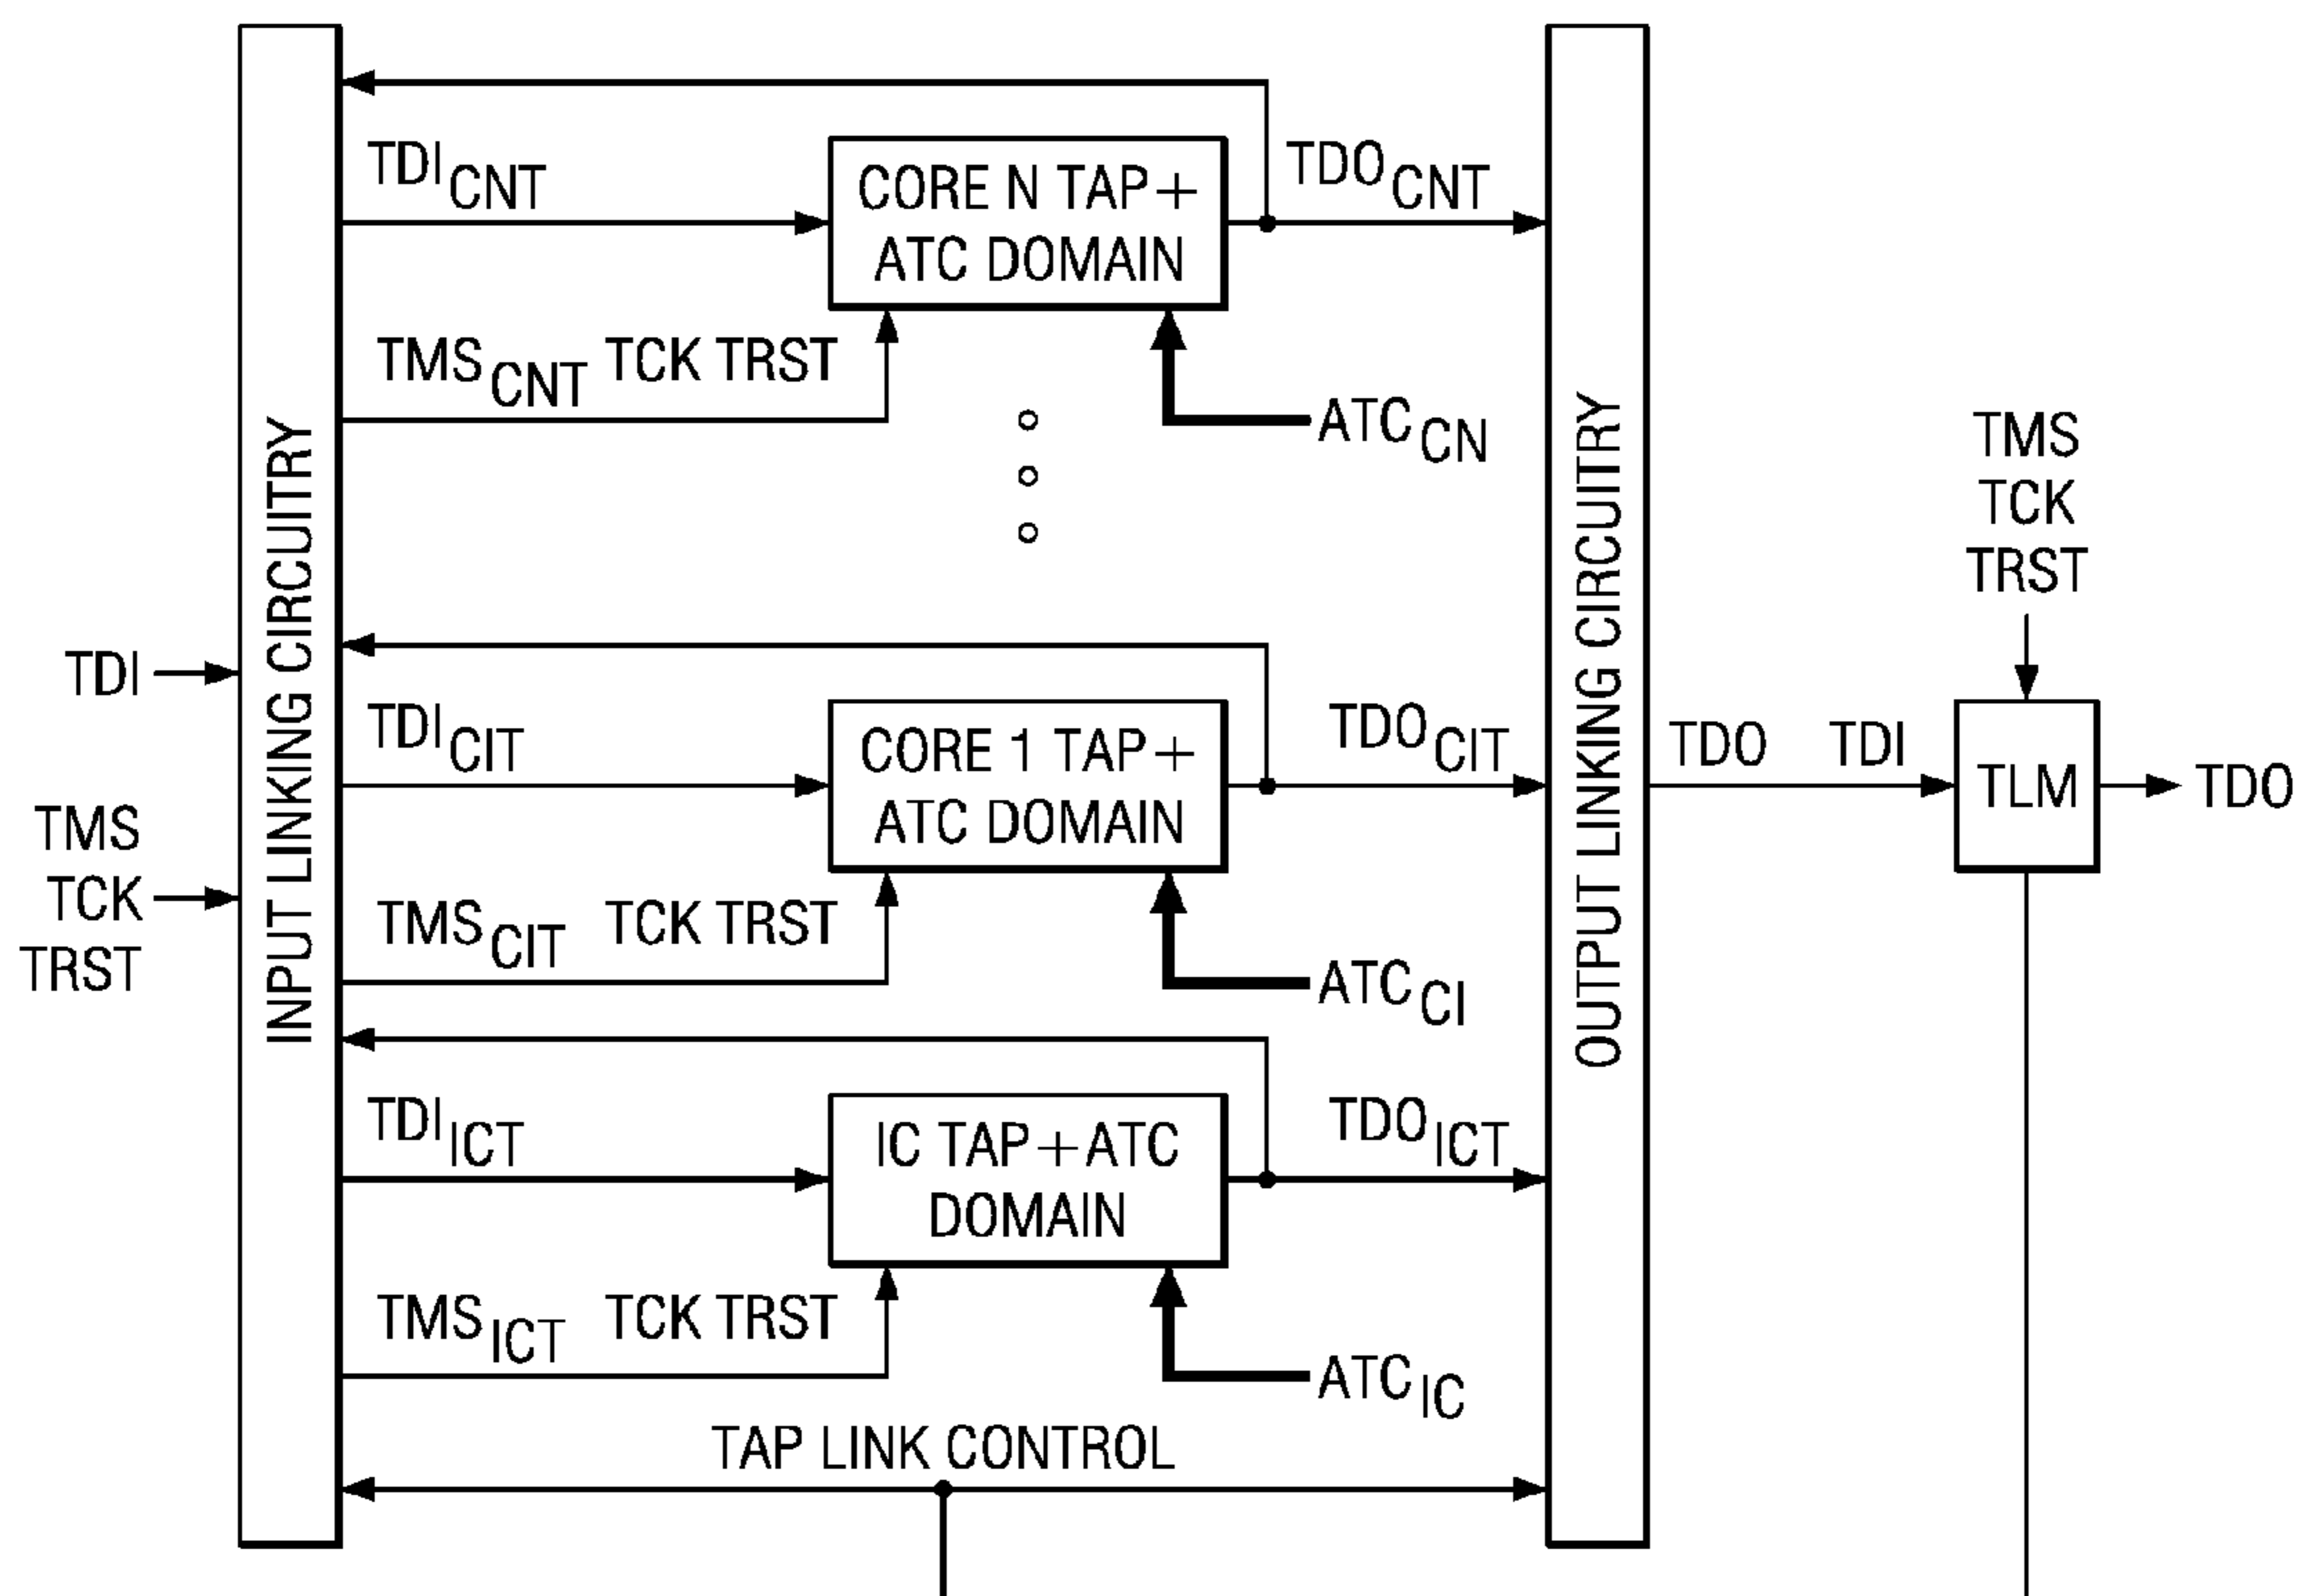 TDI CNT
CORE N TAP+
ATC DOMAIN
TDO CNT
TMS CNT TCK TRST
ATC CN
INPUT LINKING CIRCUITRY
OUTPUT LINKING CIRCUITRY
TMS
TCK
TRST
TDI
TDI CIT
CORE 1 TAP+
ATC DOMAIN
TDO CIT
TDO TDI
TLM
TDO
TMS
TCK
TRST
TMS CIT TCK TRST
ATC CI
TDI ICT
IC TAP+ATC
DOMAIN
TDO ICT
TMS ICT TCK TRST
ATC IC
TAP LINK CONTROL